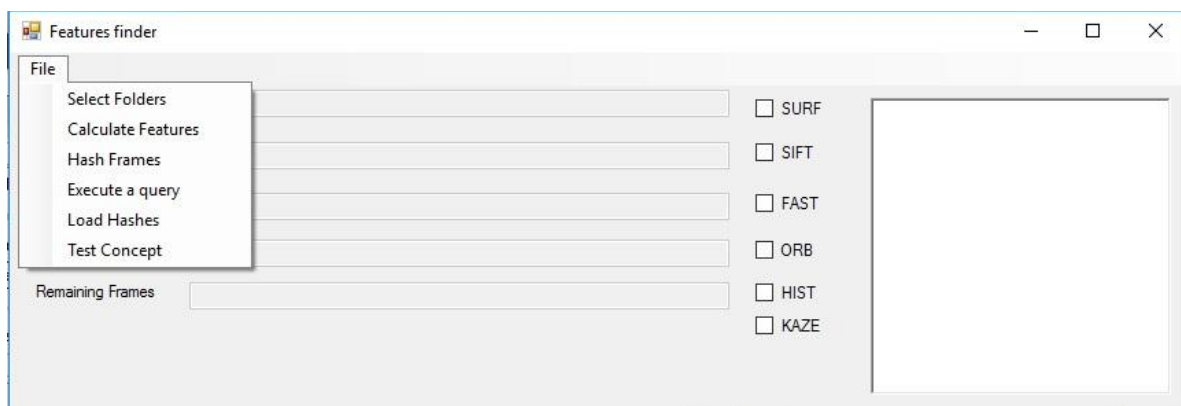 Features finder
File
Select Folders
Calculate Features
Hash Frames
Execute a query
Load Hashes
Test Concept
Remaining Frames
SURF
SIFT
FAST
ORB
HIST
KAZE